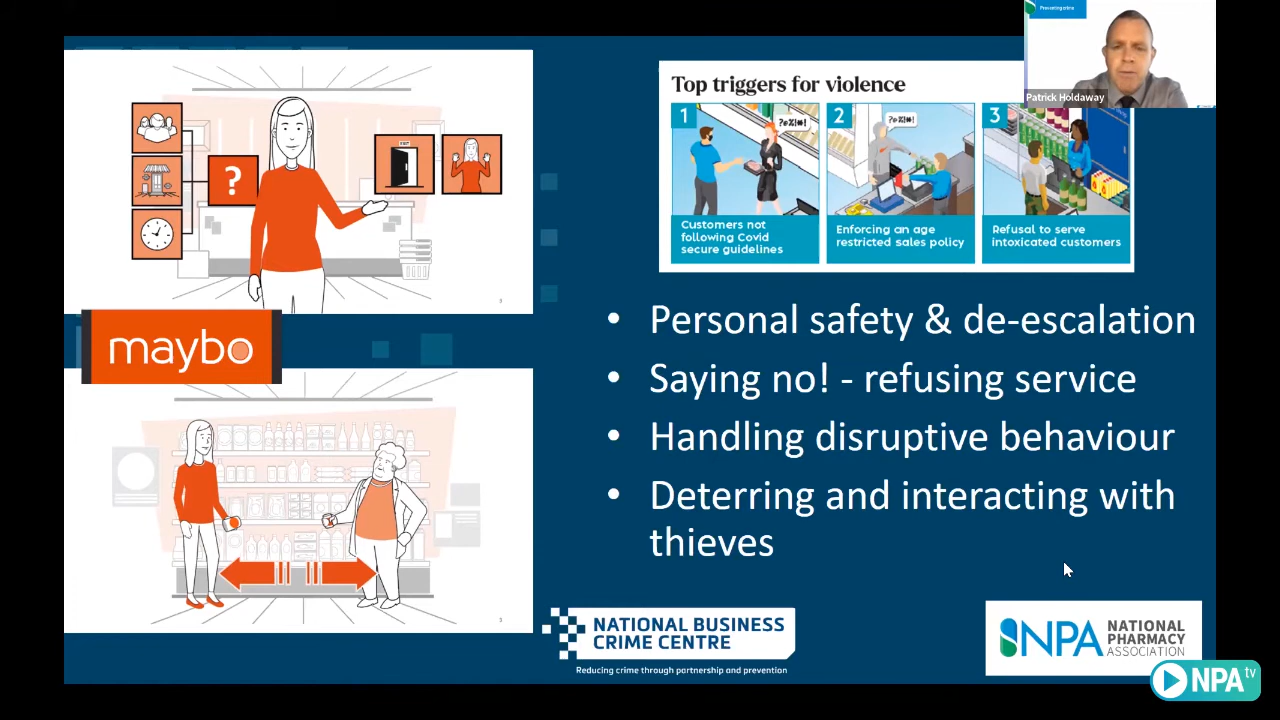 Preventing crime
Patrick Holdaway
EXIT
?
maybo
Top triggers for violence
1
?@%!#!
Customers not
following Covid
secure guidelines
2
?@%!#!
Enforcing an age
restricted sales policy
3
Refusal to serve
intoxicated customers
• Personal safety & de-escalation
• Saying no! - refusing service
• Handling disruptive behaviour
• Deterring and interacting with
thieves
NATIONAL BUSINESS
CRIME CENTRE
Reducing crime through partnership and prevention
NPA NATIONAL
PHARMACY
ASSOCIATION
NPA tv